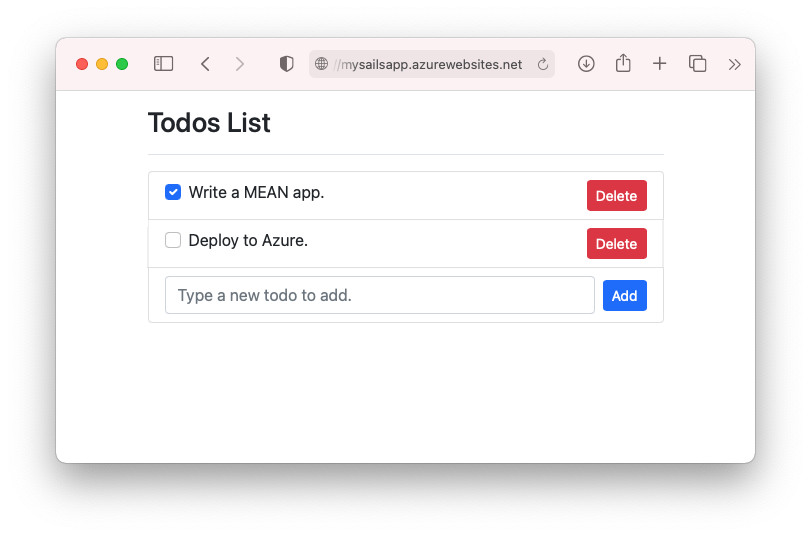 //mysailsapp.azurewebsites.net
Todos List
Write a MEAN app.
Delete
Deploy to Azure.
Delete
Type a new todo to add.
Add